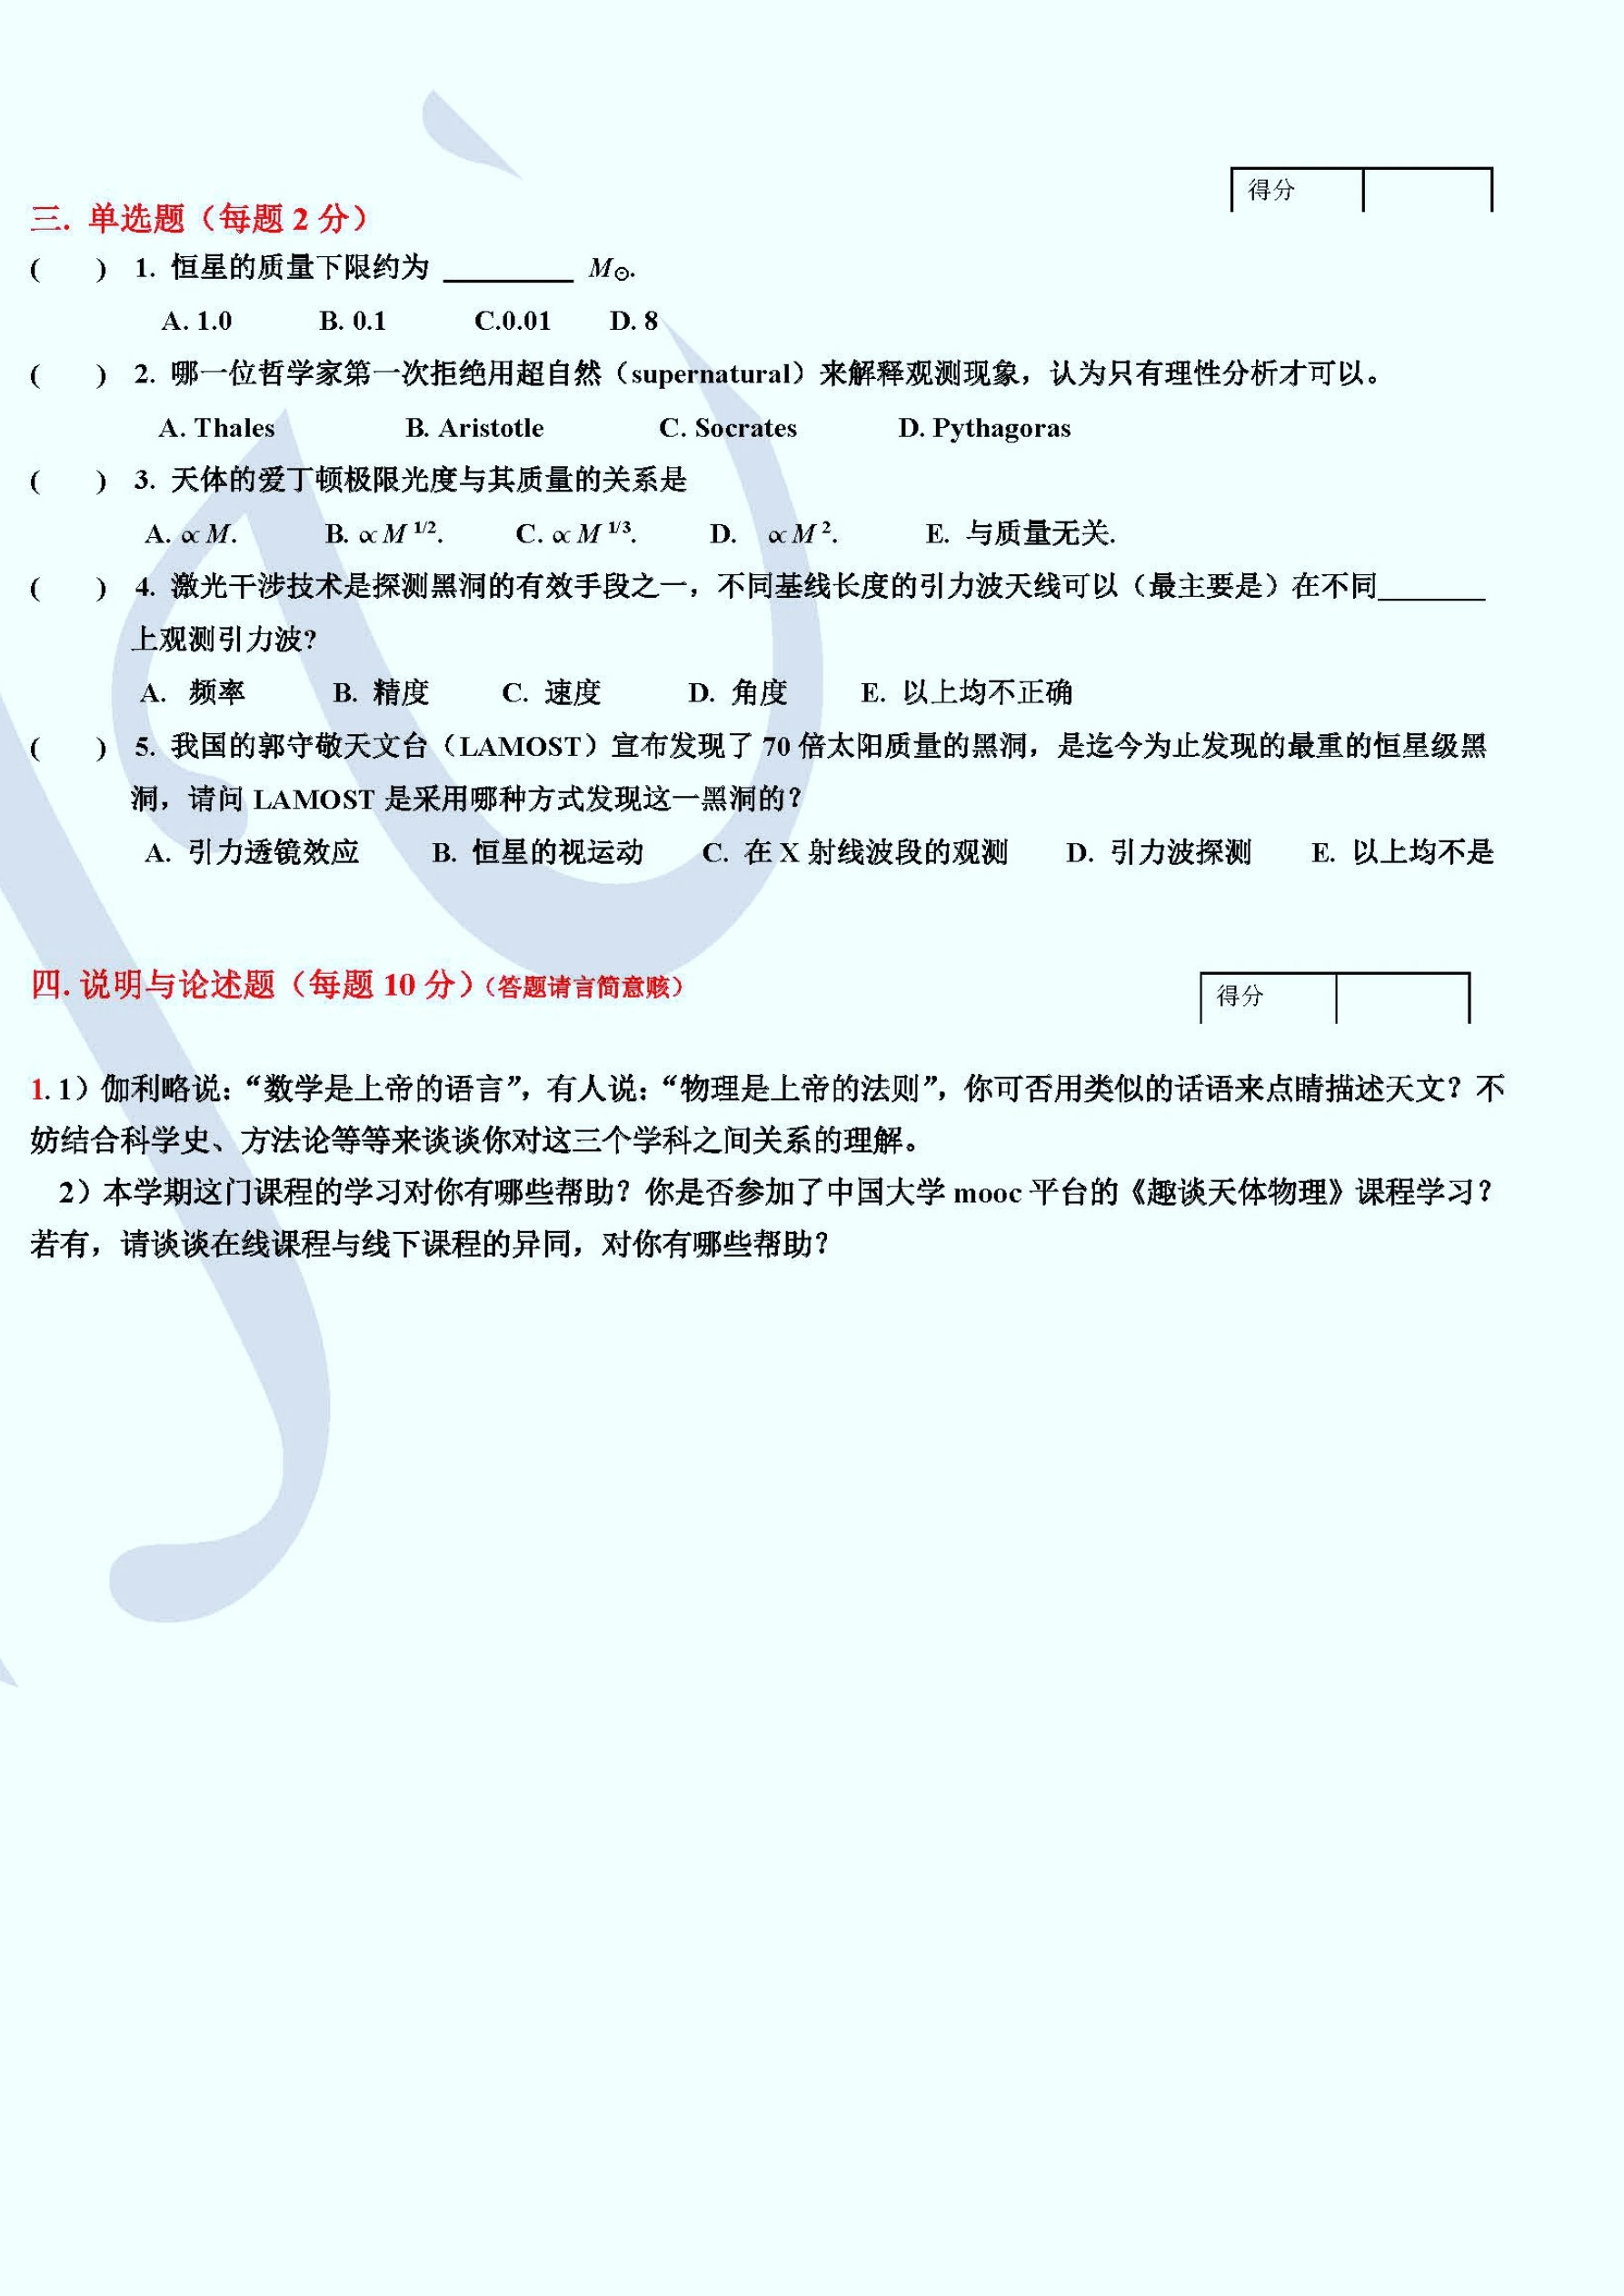 得分
三. 单选题（每题 2 分）
(    ) 1. 恒星的质量下限约为 ________ M⊙.
A. 1.0 B. 0.1 C.0.01 D. 8
(    ) 2. 哪一位哲学家第一次拒绝用超自然（supernatural）来解释观测现象，认为只有理性分析才可以。
A. Thales B. Aristotle C. Socrates D. Pythagoras
(    ) 3. 天体的爱丁顿极限光度与其质量的关系是
A. ∝ M. B. ∝ M 1/2. C. ∝ M 1/3. D. ∝ M 2. E. 与质量无关.
(    ) 4. 激光干涉技术是探测黑洞的有效手段之一，不同基线长度的引力波天线可以（最主要是）在不同_______
上观测引力波?
A. 频率 B. 精度 C. 速度 D. 角度 E. 以上均不正确
(    ) 5. 我国的郭守敬天文台（LAMOST）宣布发现了 70 倍太阳质量的黑洞，是迄今为止发现的最重的恒星级黑
洞，请问 LAMOST 是采用哪种方式发现这一黑洞的？
A. 引力透镜效应 B. 恒星的视运动 C. 在 X 射线波段的观测 D. 引力波探测 E. 以上均不是
四. 说明与论述题（每题 10 分）（答题请言简意赅）
得分
1. 1）伽利略说：“数学是上帝的语言”，有人说：“物理是上帝的法则”，你可否用类似的话语来点睛描述天文？不
妨结合科学史、方法论等等来谈谈你对这三个学科之间关系的理解。
2）本学期这门课程的学习对你有哪些帮助？你是否参加了中国大学 mooc 平台的《趣谈天体物理》课程学习？
若有，请谈谈在线课程与线下课程的异同，对你有哪些帮助？